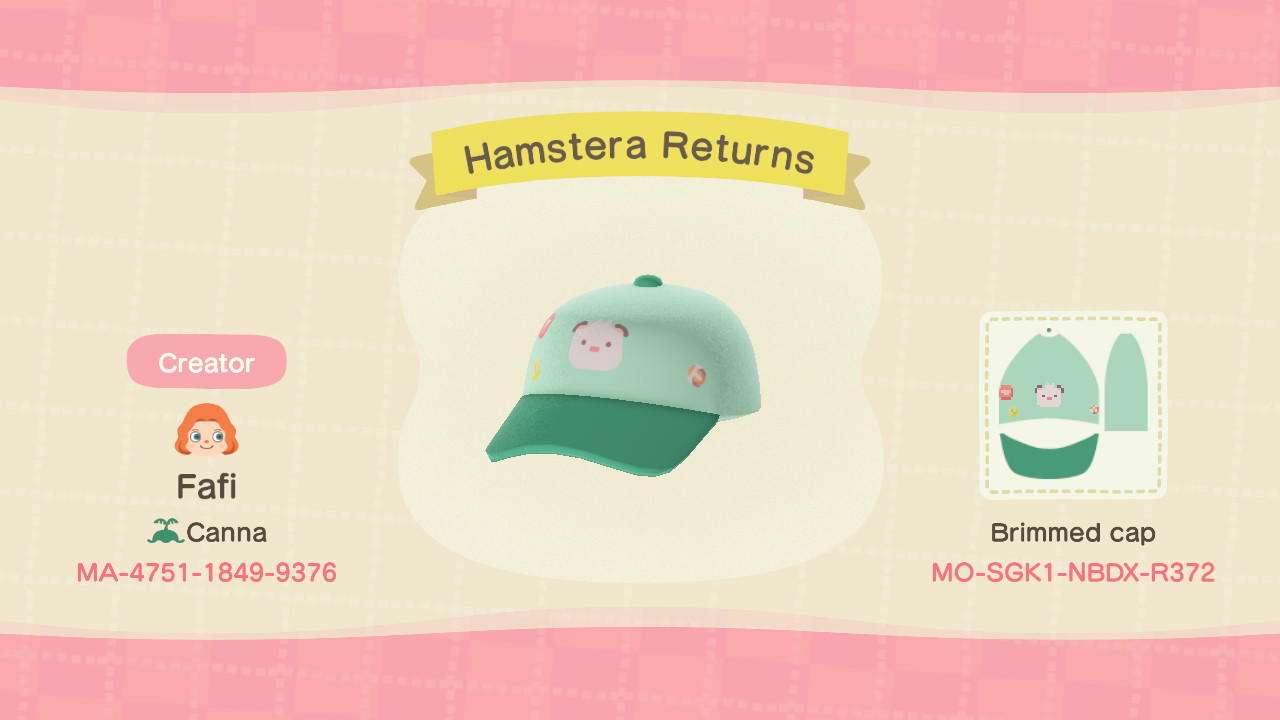 Hamstera Returns
Creator
Fafi
Canna
MA-4751-1849-9376
Brimmed cap
MO-SGK1-NBDX-R372